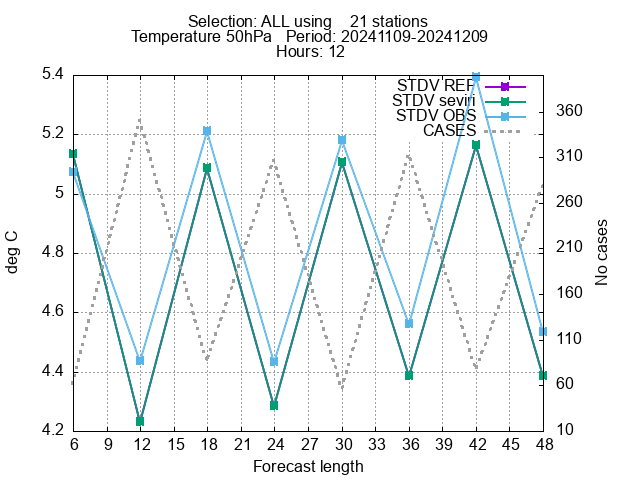 Selection: ALL using 21 stations
Temperature 50hPa Period: 20241109-20241209
Hours: 12
STDV REF
STDV seviri
STDV OBS
CASES
5.4
5.2
5
4.8
4.6
4.4
4.2
360
310
260
210
160
110
60
10
deg C
No cases
6 9 12 15 18 21 24 27 30 33 36 39 42 45 48
Forecast length